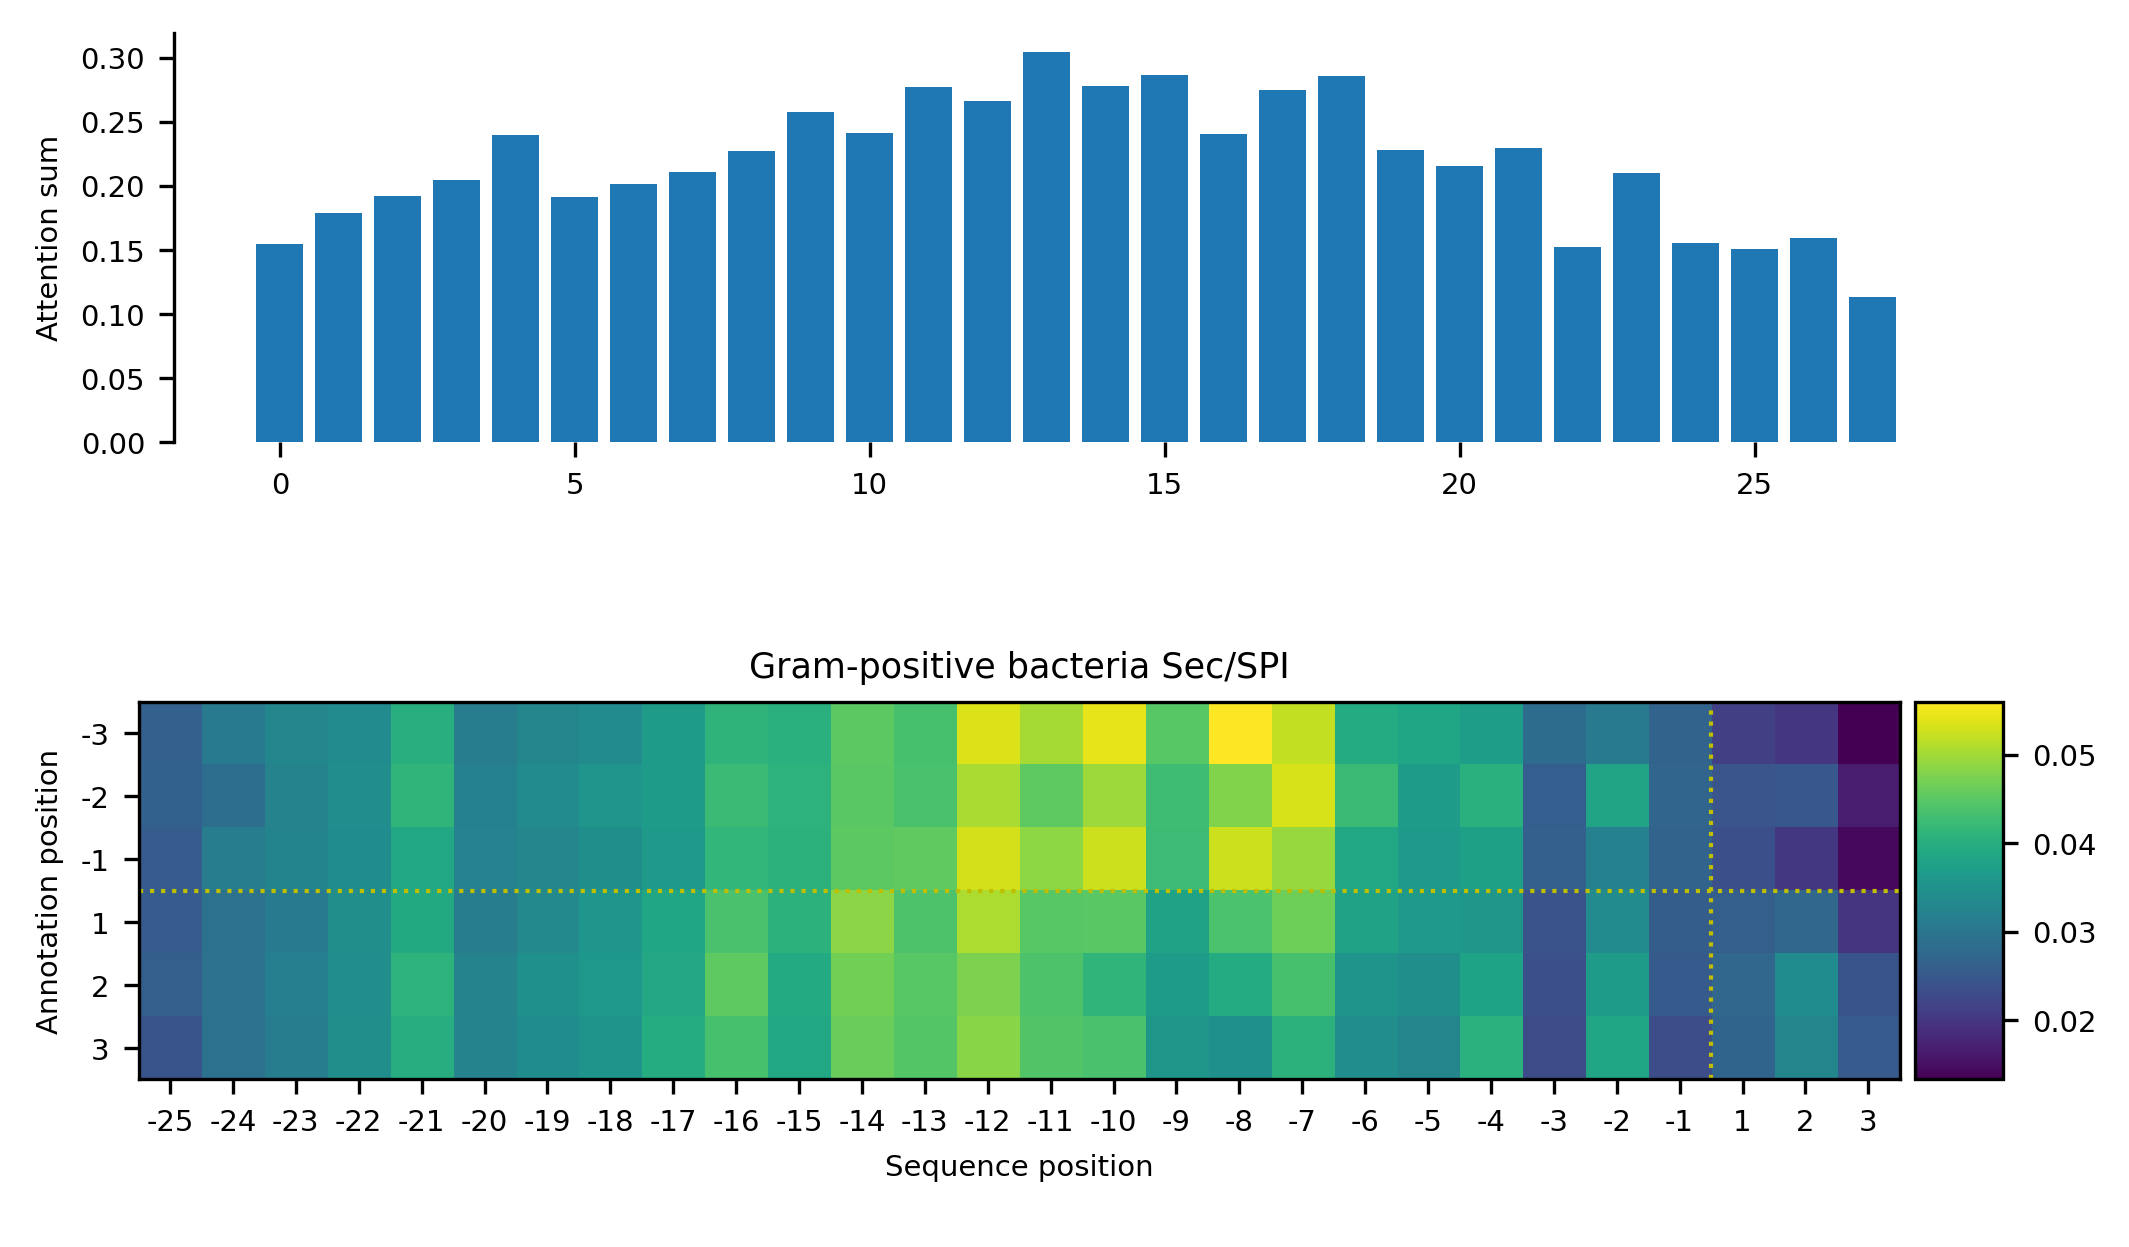 0.30
0.25
0.20
0.15
0.10
0.05
0.00
Attention sum
0 5 10 15 20 25
Gram-positive bacteria Sec/SPI
Annotation position
-3
-2
-1
1
2
3
-25 -24 -23 -22 -21 -20 -19 -18 -17 -16 -15 -14 -13 -12 -11 -10 -9 -8 -7 -6 -5 -4 -3 -2 -1 1 2 3
Sequence position
0.05
0.04
0.03
0.02